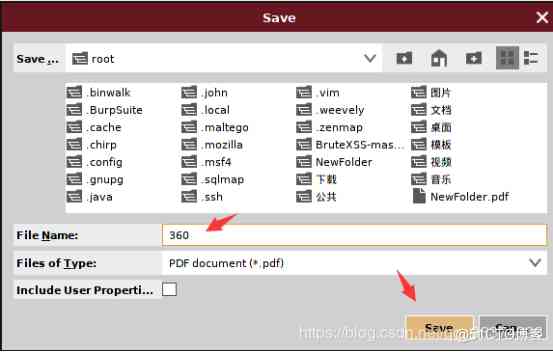 Save
Save ... root
.binwalk .john .vim 图片
.BurpSuite .local .weevely 文档
.cache .maltego .zenmap 桌面
.chirp .mozilla BruteXSS-mas... 模板
.config .msf4 NewFolder 视频
.gnupg .sqlmap 下载 音乐
.java .ssh 公共 NewFolder.pdf
File Name: 360
Files of Type: PDF document (*.pdf)
Include User Properti...
Save
https://blog.csdn.net/
@51CTO博客